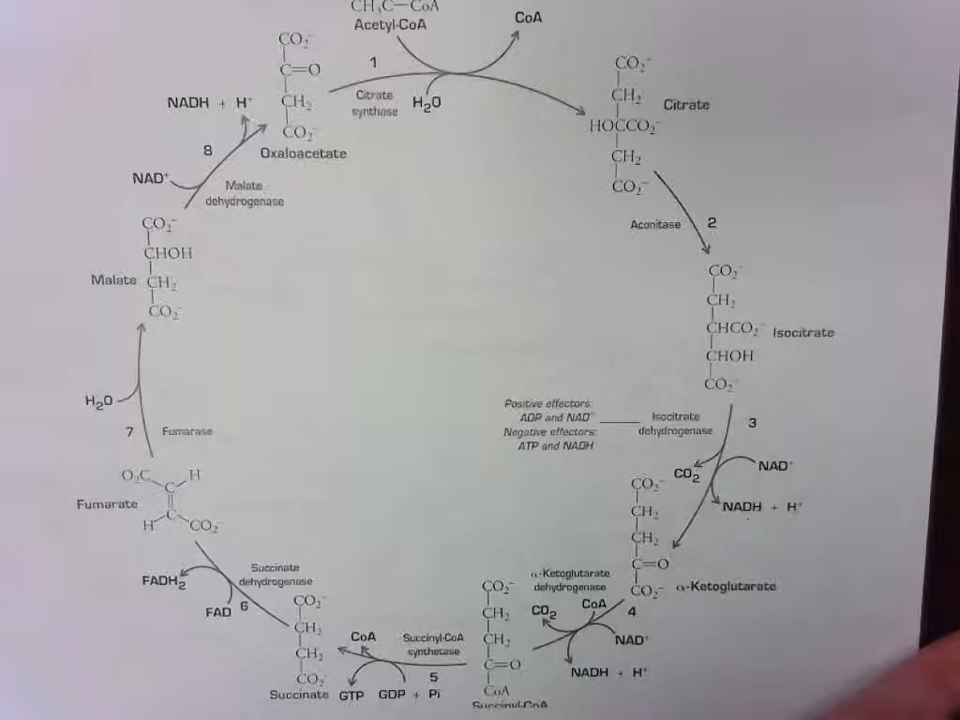 CH₃C—CoA
Acetyl-CoA
CoA
1
Citrate
synthase
H₂O
CO₂⁻
C=O
CH₂
CO₂⁻
Oxaloacetate
CO₂⁻
CH₂
HOCCO₂⁻
CH₂
CO₂⁻
Citrate
Aconitase
2
CO₂⁻
CH₂
CHCO₂⁻
CHOH
CO₂⁻
Isocitrate
Positive effectors:
ADP and NAD⁺
Negative effectors:
ATP and NADH
Isocitrate
dehydrogenase
3
CO₂
NAD⁺
NADH + H⁺
CO₂⁻
CH₂
CH₂
C=O
CO₂⁻
α-Ketoglutarate
α-Ketoglutarate
dehydrogenase
4
CO₂
CoA
NAD⁺
NADH + H⁺
CO₂⁻
CH₂
CH₂
C=O
CoA
Succinyl-CoA
Succinyl-CoA
synthetase
5
CoA
GTP
GDP + Pi
CO₂⁻
CH₂
CH₂
CO₂⁻
Succinate
Succinate
dehydrogenase
6
FAD
FADH₂
O₂C
H
C
C
H
CO₂⁻
Fumarate
Fumarase
7
H₂O
CO₂⁻
CHOH
CH₂
CO₂⁻
Malate
Malate
dehydrogenase
8
NAD⁺
NADH + H⁺